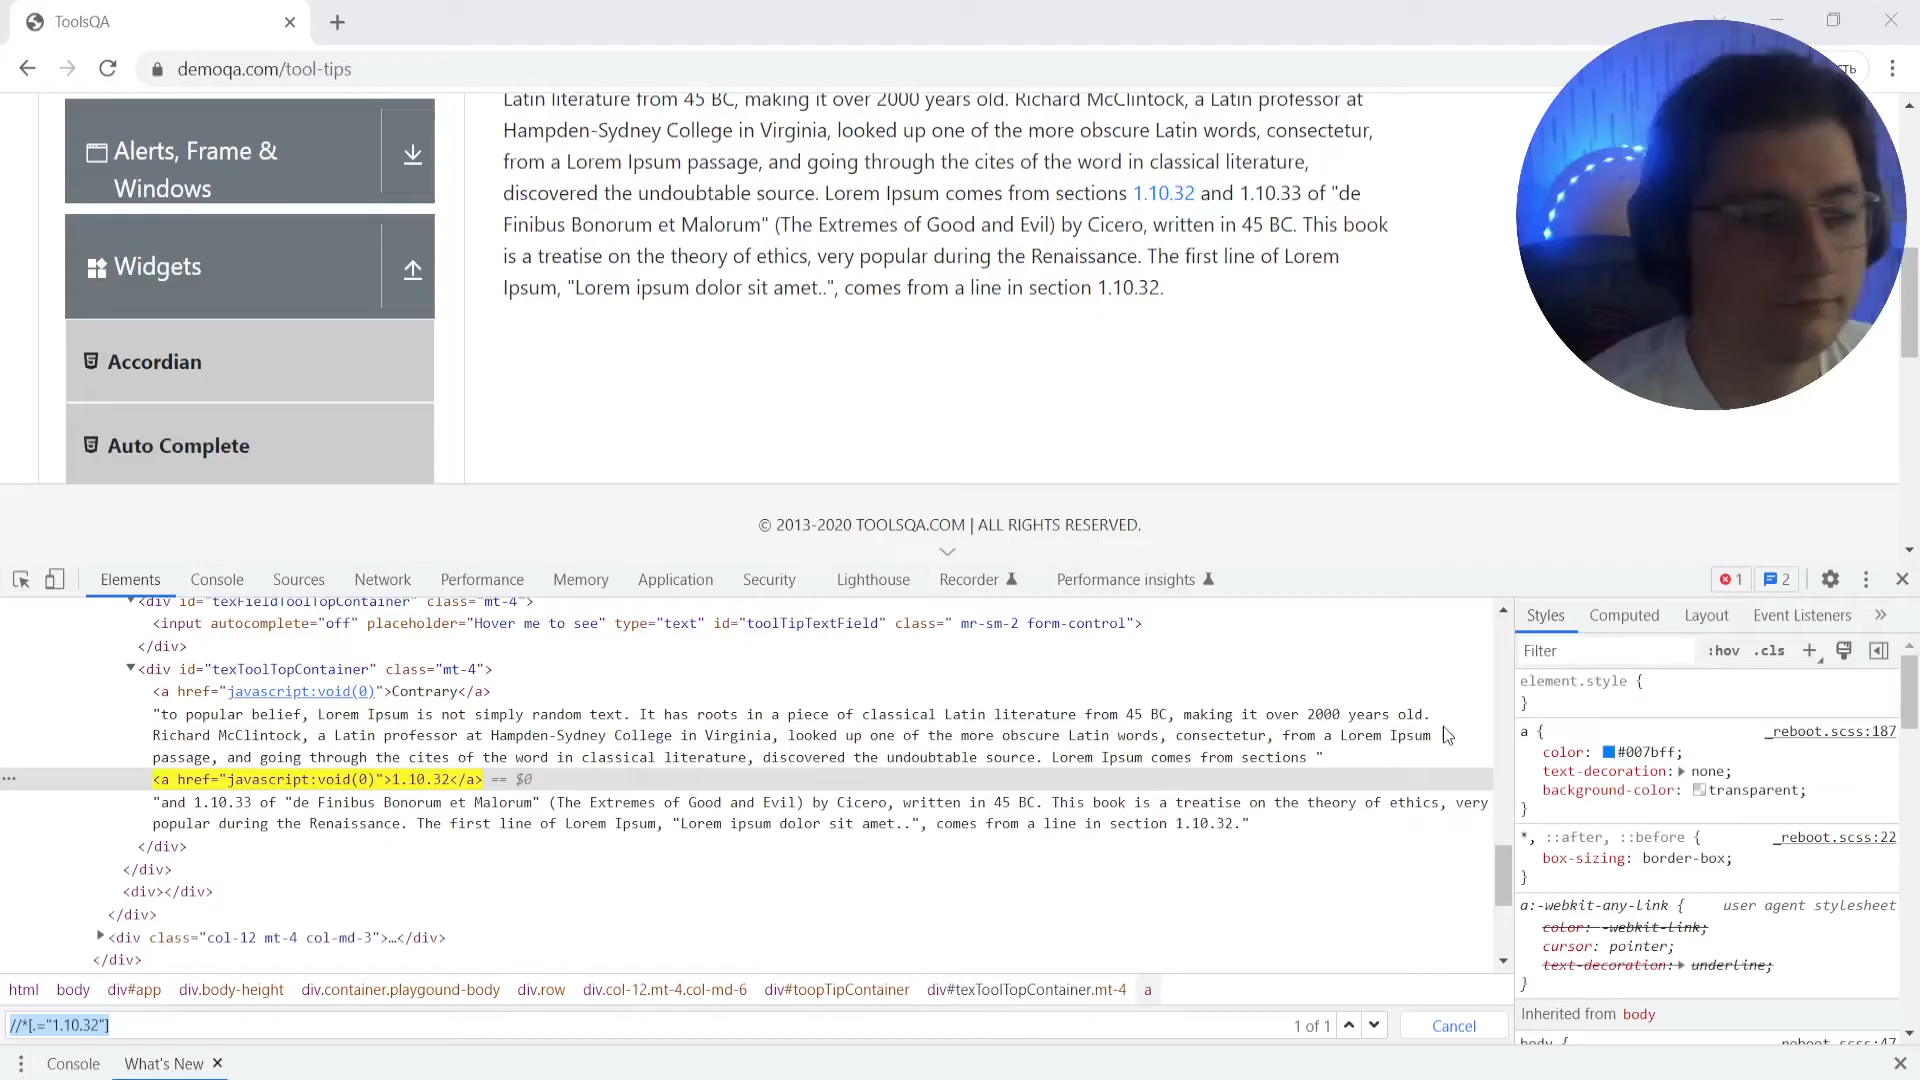 ToolsQA
demoqa.com/tool-tips
ть
Alerts, Frame &
Windows
Widgets
Accordian
Auto Complete
Latin literature from 45 BC, making it over 2000 years old. Richard McClintock, a Latin professor at
Hampden-Sydney College in Virginia, looked up one of the more obscure Latin words, consectetur,
from a Lorem Ipsum passage, and going through the cites of the word in classical literature,
discovered the undoubtable source. Lorem Ipsum comes from sections 1.10.32 and 1.10.33 of "de
Finibus Bonorum et Malorum" (The Extremes of Good and Evil) by Cicero, written in 45 BC. This book
is a treatise on the theory of ethics, very popular during the Renaissance. The first line of Lorem
Ipsum, "Lorem ipsum dolor sit amet..", comes from a line in section 1.10.32.
© 2013-2020 TOOLSQA.COM | ALL RIGHTS RESERVED.
Elements Console Sources Network Performance Memory Application Security Lighthouse Recorder Performance insights 1 2
<div id="texFieldToolTopContainer" class="mt-4">
<input autocomplete="off" placeholder="Hover me to see" type="text" id="toolTipTextField" class=" mr-sm-2 form-control">
</div>
<div id="texToolTopContainer" class="mt-4">
<a href="javascript:void(0)">Contrary</a>
"to popular belief, Lorem Ipsum is not simply random text. It has roots in a piece of classical Latin literature from 45 BC, making it over 2000 years old.
Richard McClintock, a Latin professor at Hampden-Sydney College in Virginia, looked up one of the more obscure Latin words, consectetur, from a Lorem Ipsum
passage, and going through the cites of the word in classical literature, discovered the undoubtable source. Lorem Ipsum comes from sections "
<a href="javascript:void(0)">1.10.32</a> == $0
"and 1.10.33 of "de Finibus Bonorum et Malorum" (The Extremes of Good and Evil) by Cicero, written in 45 BC. This book is a treatise on the theory of ethics, very
popular during the Renaissance. The first line of Lorem Ipsum, "Lorem ipsum dolor sit amet..", comes from a line in section 1.10.32."
</div>
</div>
<div></div>
</div>
<div class="col-12 mt-4 col-md-3">…</div>
</div>
html body div#app div.body-height div.container.playgound-body div.row div.col-12.mt-4.col-md-6 div#toopTipContainer div#texToolTopContainer.mt-4 a
//*[.="1.10.32"] 1 of 1 Cancel
Console What's New
Styles Computed Layout Event Listeners
Filter :hov .cls
element.style {
}
a { _reboot.scss:187
color: #007bff;
text-decoration: none;
background-color: transparent;
}
*, ::after, ::before { _reboot.scss:22
box-sizing: border-box;
}
a:-webkit-any-link { user agent stylesheet
color: -webkit-link;
cursor: pointer;
text-decoration: underline;
}
Inherited from body
body { _reboot.scss:47